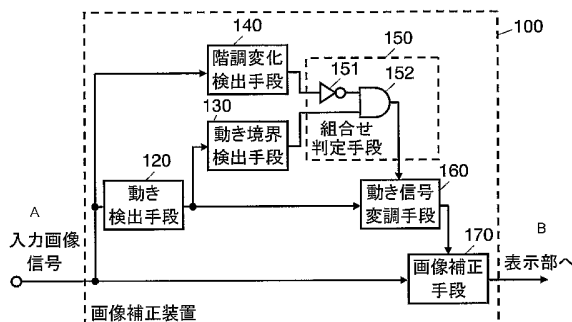 100
140
150
階調変化
検出手段
151
152
130
動き境界
検出手段
組合せ
判定手段
120
動き
検出手段
160
動き信号
変調手段
A
入力画像
信号
170
画像補正
手段
B
表示部へ
画像補正装置